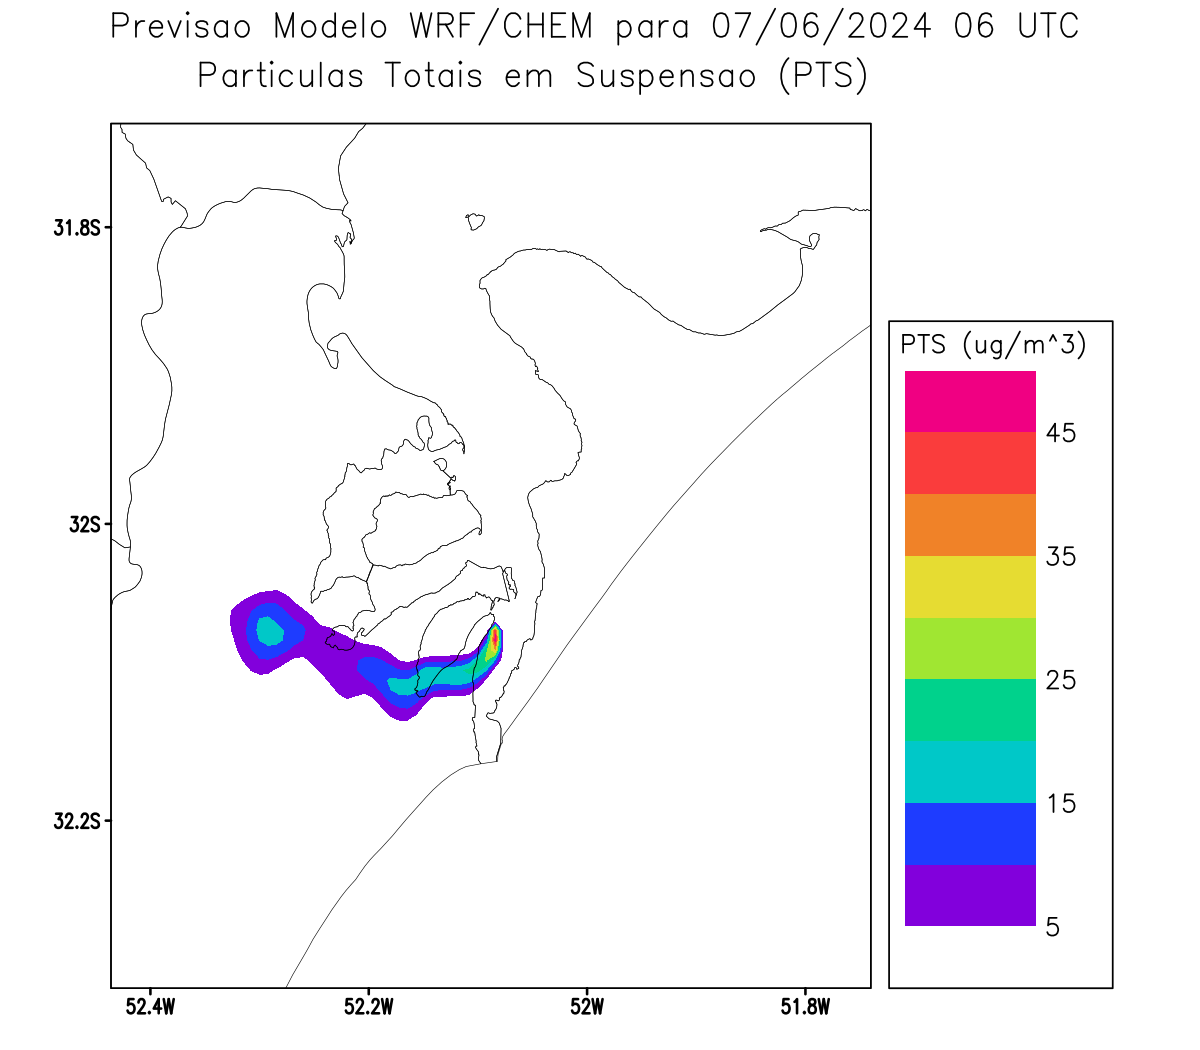 Previsao Modelo WRF/CHEM para 07/06/2024 06 UTC
Particulas Totais em Suspensao (PTS)
31.8S
32S
32.2S
52.4W
52.2W
52W
51.8W
PTS (ug/m^3)
45
35
25
15
5